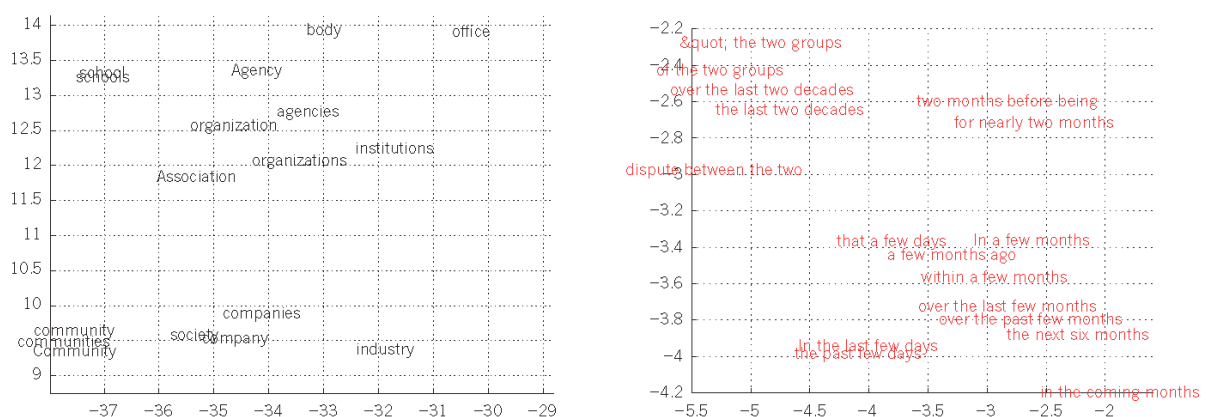 14
13.5
13
12.5
12
11.5
11
10.5
10
9.5
9
body
office
school
schools
Agency
agencies
organization
institutions
organizations
Association
companies
community
society
company
communities
Community
industry
−37
−36
−35
−34
−33
−32
−31
−30
−29
−2.2
−2.4
−2.6
−2.8
−3
−3.2
−3.4
−3.6
−3.8
−4
−4.2
&quot; the two groups
of the two groups
over the last two decades
the last two decades
two months before being
for nearly two months
dispute between the two
that a few days
In a few months
a few months ago
within a few months
over the last few months
over the past few months
the next six months
In the last few days
the past few days
in the coming months
−5.5
−5
−4.5
−4
−3.5
−3
−2.5
−2